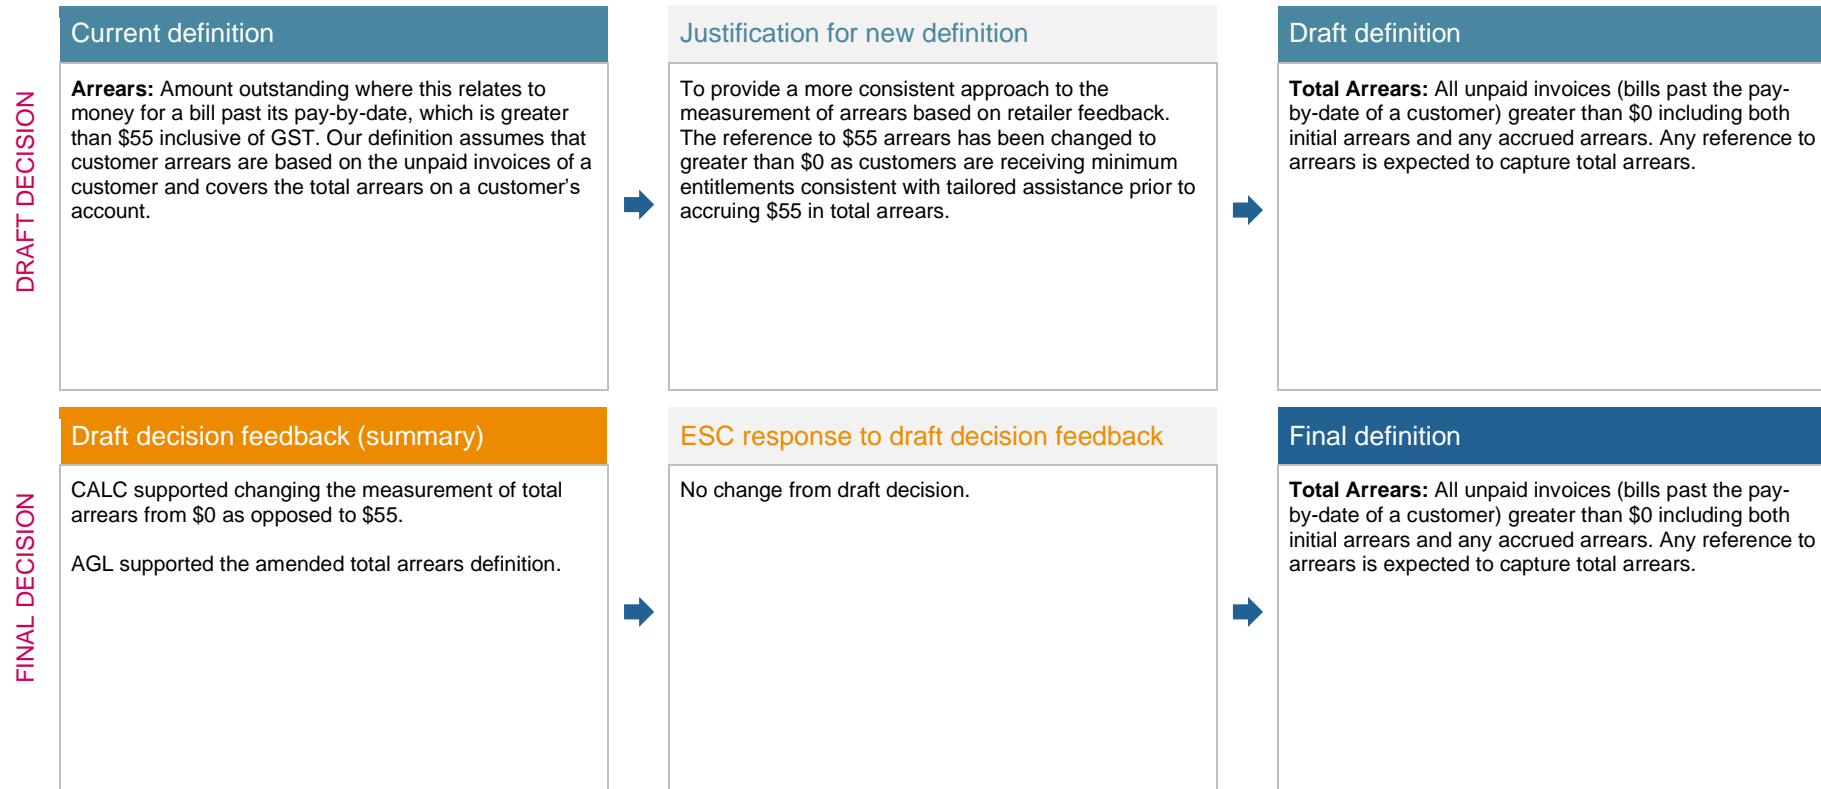 DRAFT DECISION
Current definition
Arrears: Amount outstanding where this relates to
money for a bill past its pay-by-date, which is greater
than $55 inclusive of GST. Our definition assumes that
customer arrears are based on the unpaid invoices of a
customer and covers the total arrears on a customer’s
account.
Justification for new definition
To provide a more consistent approach to the
measurement of arrears based on retailer feedback.
The reference to $55 arrears has been changed to
greater than $0 as customers are receiving minimum
entitlements consistent with tailored assistance prior to
accruing $55 in total arrears.
Draft definition
Total Arrears: All unpaid invoices (bills past the pay-
by-date of a customer) greater than $0 including both
initial arrears and any accrued arrears. Any reference to
arrears is expected to capture total arrears.
FINAL DECISION
Draft decision feedback (summary)
CALC supported changing the measurement of total
arrears from $0 as opposed to $55.
AGL supported the amended total arrears definition.
ESC response to draft decision feedback
No change from draft decision.
Final definition
Total Arrears: All unpaid invoices (bills past the pay-
by-date of a customer) greater than $0 including both
initial arrears and any accrued arrears. Any reference to
arrears is expected to capture total arrears.